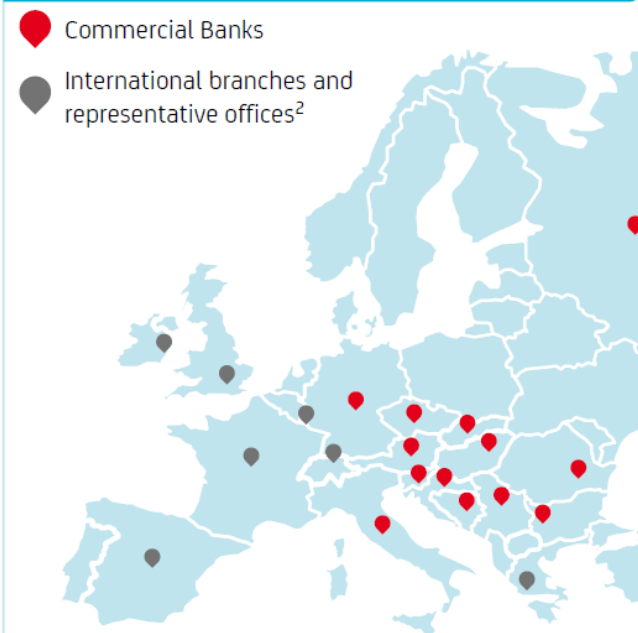 Commercial Banks
International branches and
representative offices²